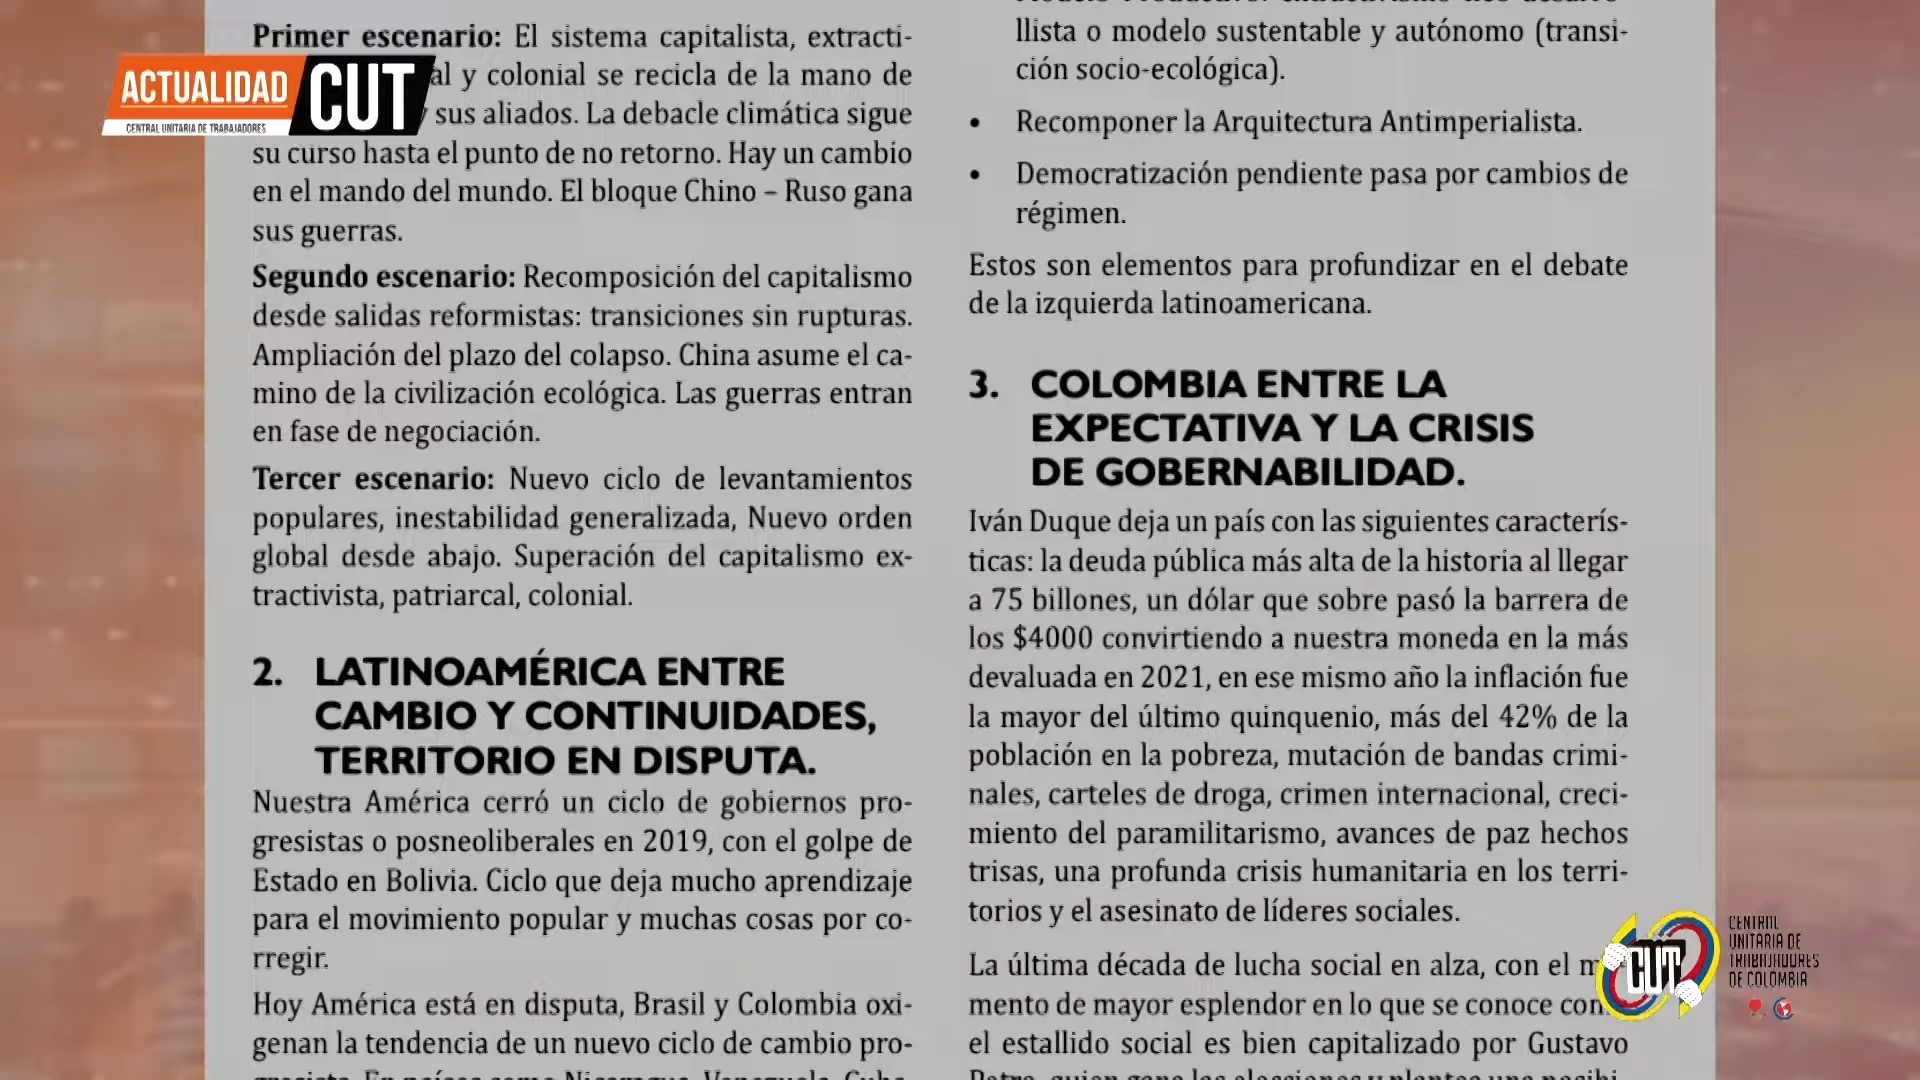 ACTUALIDAD CUT
CENTRAL UNITARIA DE TRABAJADORES
Primer escenario: El sistema capitalista, extracti-
al y colonial se recicla de la mano de
sus aliados. La debacle climática sigue
su curso hasta el punto de no retorno. Hay un cambio
en el mando del mundo. El bloque Chino – Ruso gana
sus guerras.
Segundo escenario: Recomposición del capitalismo
desde salidas reformistas: transiciones sin rupturas.
Ampliación del plazo del colapso. China asume el ca-
mino de la civilización ecológica. Las guerras entran
en fase de negociación.
Tercer escenario: Nuevo ciclo de levantamientos
populares, inestabilidad generalizada, Nuevo orden
global desde abajo. Superación del capitalismo ex-
tractivista, patriarcal, colonial.
2. LATINOAMÉRICA ENTRE
CAMBIO Y CONTINUIDADES,
TERRITORIO EN DISPUTA.
Nuestra América cerró un ciclo de gobiernos pro-
gresistas o posneoliberales en 2019, con el golpe de
Estado en Bolivia. Ciclo que deja mucho aprendizaje
para el movimiento popular y muchas cosas por co-
rregir.
Hoy América está en disputa, Brasil y Colombia oxi-
genan la tendencia de un nuevo ciclo de cambio pro-
llista o modelo sustentable y autónomo (transi-
ción socio-ecológica).
• Recomponer la Arquitectura Antimperialista.
• Democratización pendiente pasa por cambios de
régimen.
Estos son elementos para profundizar en el debate
de la izquierda latinoamericana.
3. COLOMBIA ENTRE LA
EXPECTATIVA Y LA CRISIS
DE GOBERNABILIDAD.
Iván Duque deja un país con las siguientes caracterís-
ticas: la deuda pública más alta de la historia al llegar
a 75 billones, un dólar que sobre pasó la barrera de
los $4000 convirtiendo a nuestra moneda en la más
devaluada en 2021, en ese mismo año la inflación fue
la mayor del último quinquenio, más del 42% de la
población en la pobreza, mutación de bandas crimi-
nales, carteles de droga, crimen internacional, creci-
miento del paramilitarismo, avances de paz hechos
trisas, una profunda crisis humanitaria en los terri-
torios y el asesinato de líderes sociales.
La última década de lucha social en alza, con el
mento de mayor esplendor en lo que se conoce
el estallido social es bien capitalizado por Gustavo
CUT
CENTRAL
UNITARIA DE
TRABAJADORES
DE COLOMBIA